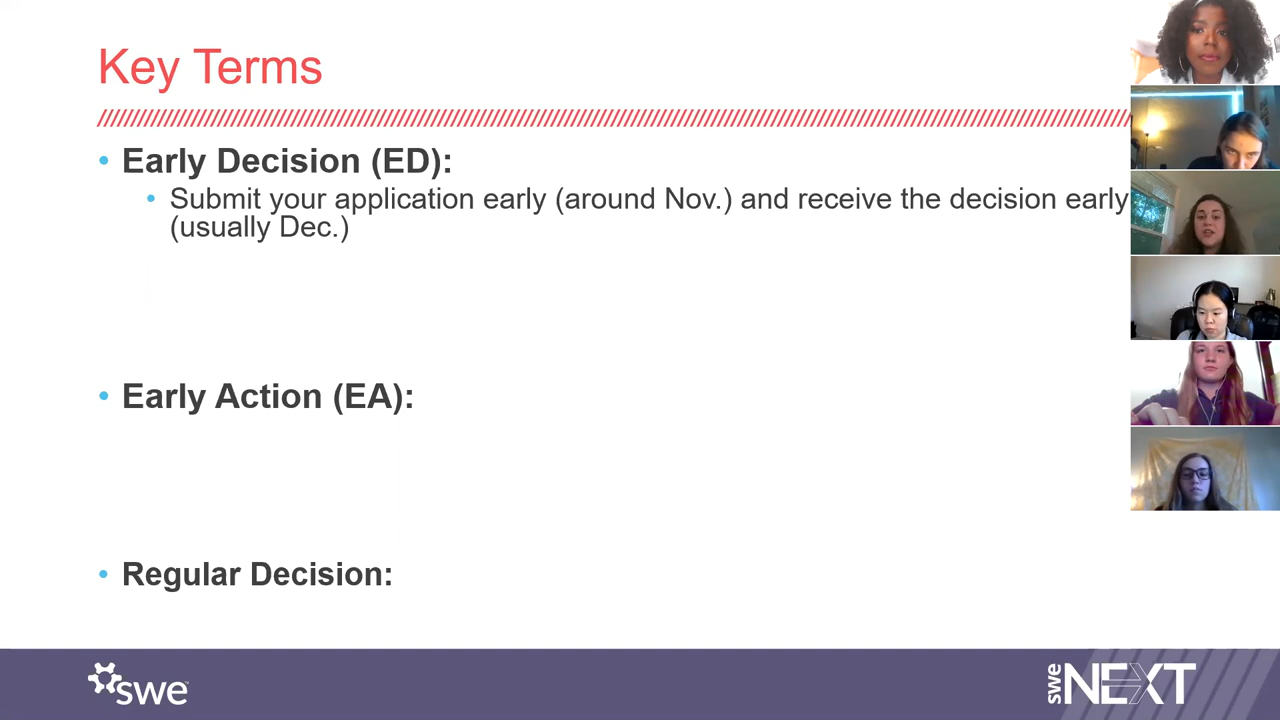 Key Terms
• Early Decision (ED):
• Submit your application early (around Nov.) and receive the decision early
(usually Dec.)
• Early Action (EA):
• Regular Decision:
swe
swe NEXT